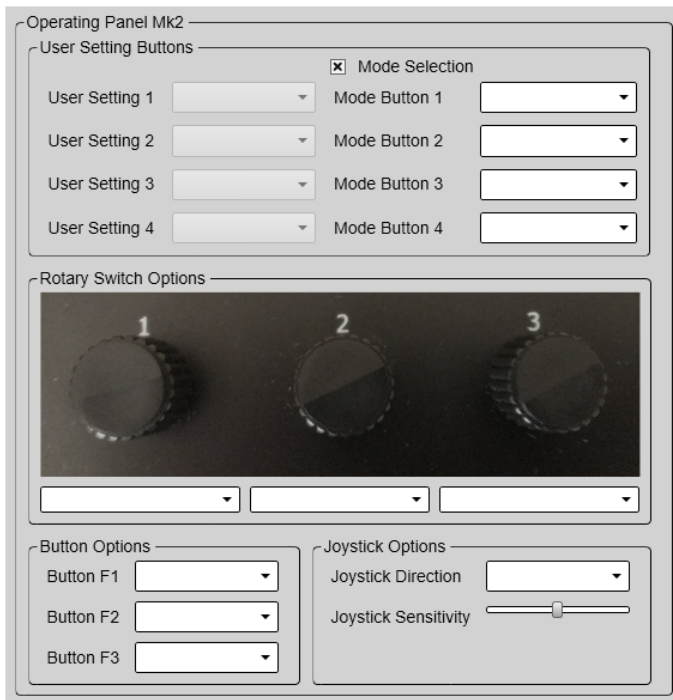 Operating Panel Mk2
User Setting Buttons
Mode Selection
User Setting 1 Mode Button 1
User Setting 2 Mode Button 2
User Setting 3 Mode Button 3
User Setting 4 Mode Button 4
Rotary Switch Options
1 2 3
Button Options Joystick Options
Button F1 Joystick Direction
Button F2 Joystick Sensitivity
Button F3